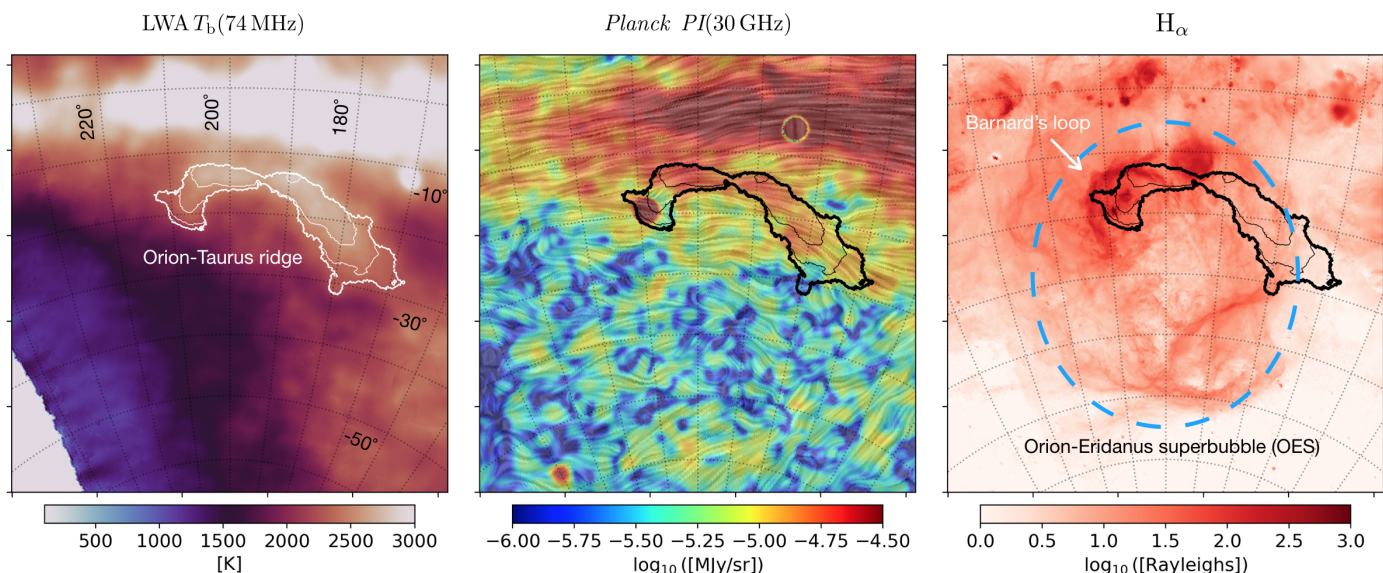 LWA T_b(74 MHz)
220°
200°
180°
-10°
Orion-Taurus ridge
-30°
-50°
500 1000 1500 2000 2500 3000
[K]
Planck PI(30 GHz)
−6.00 −5.75 −5.50 −5.25 −5.00 −4.75 −4.50
log₁₀([MJy/sr])
H_α
Barnard's loop
Orion-Eridanus superbubble (OES)
0.0 0.5 1.0 1.5 2.0 2.5 3.0
log₁₀([Rayleighs])